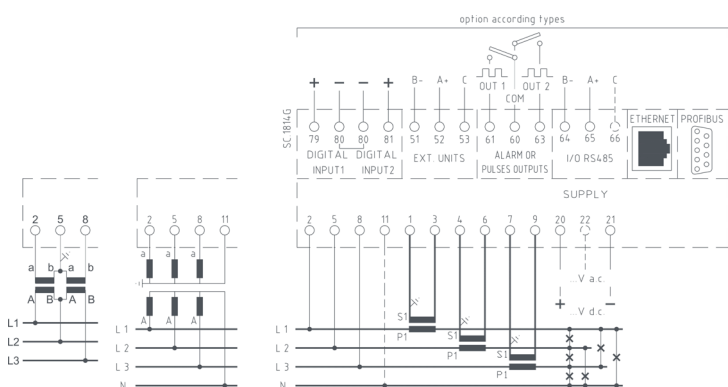 option according types
OUT 1 OUT 2
COM
+ - - + B- A+ C B- A+ C
ETHERNET PROFIBUS
SC1814G
79 80 80 81 51 52 53 61 60 63 64 65 66
DIGITAL INPUT1 DIGITAL INPUT2 EXT. UNITS ALARM OR PULSES OUTPUTS I/O RS485
SUPPLY
2 5 8
2 5 8 11
2 5 8 11 1 3 4 6 7 9 20 22 21
a b a b
A B A B
a a a
A A A
...V a.c.
+ -
...V d.c.
S1 P1
S1 P1
S1 P1
L1
L2
L3
L 1
L 2
L 3
N
L 1
L 2
L 3
N